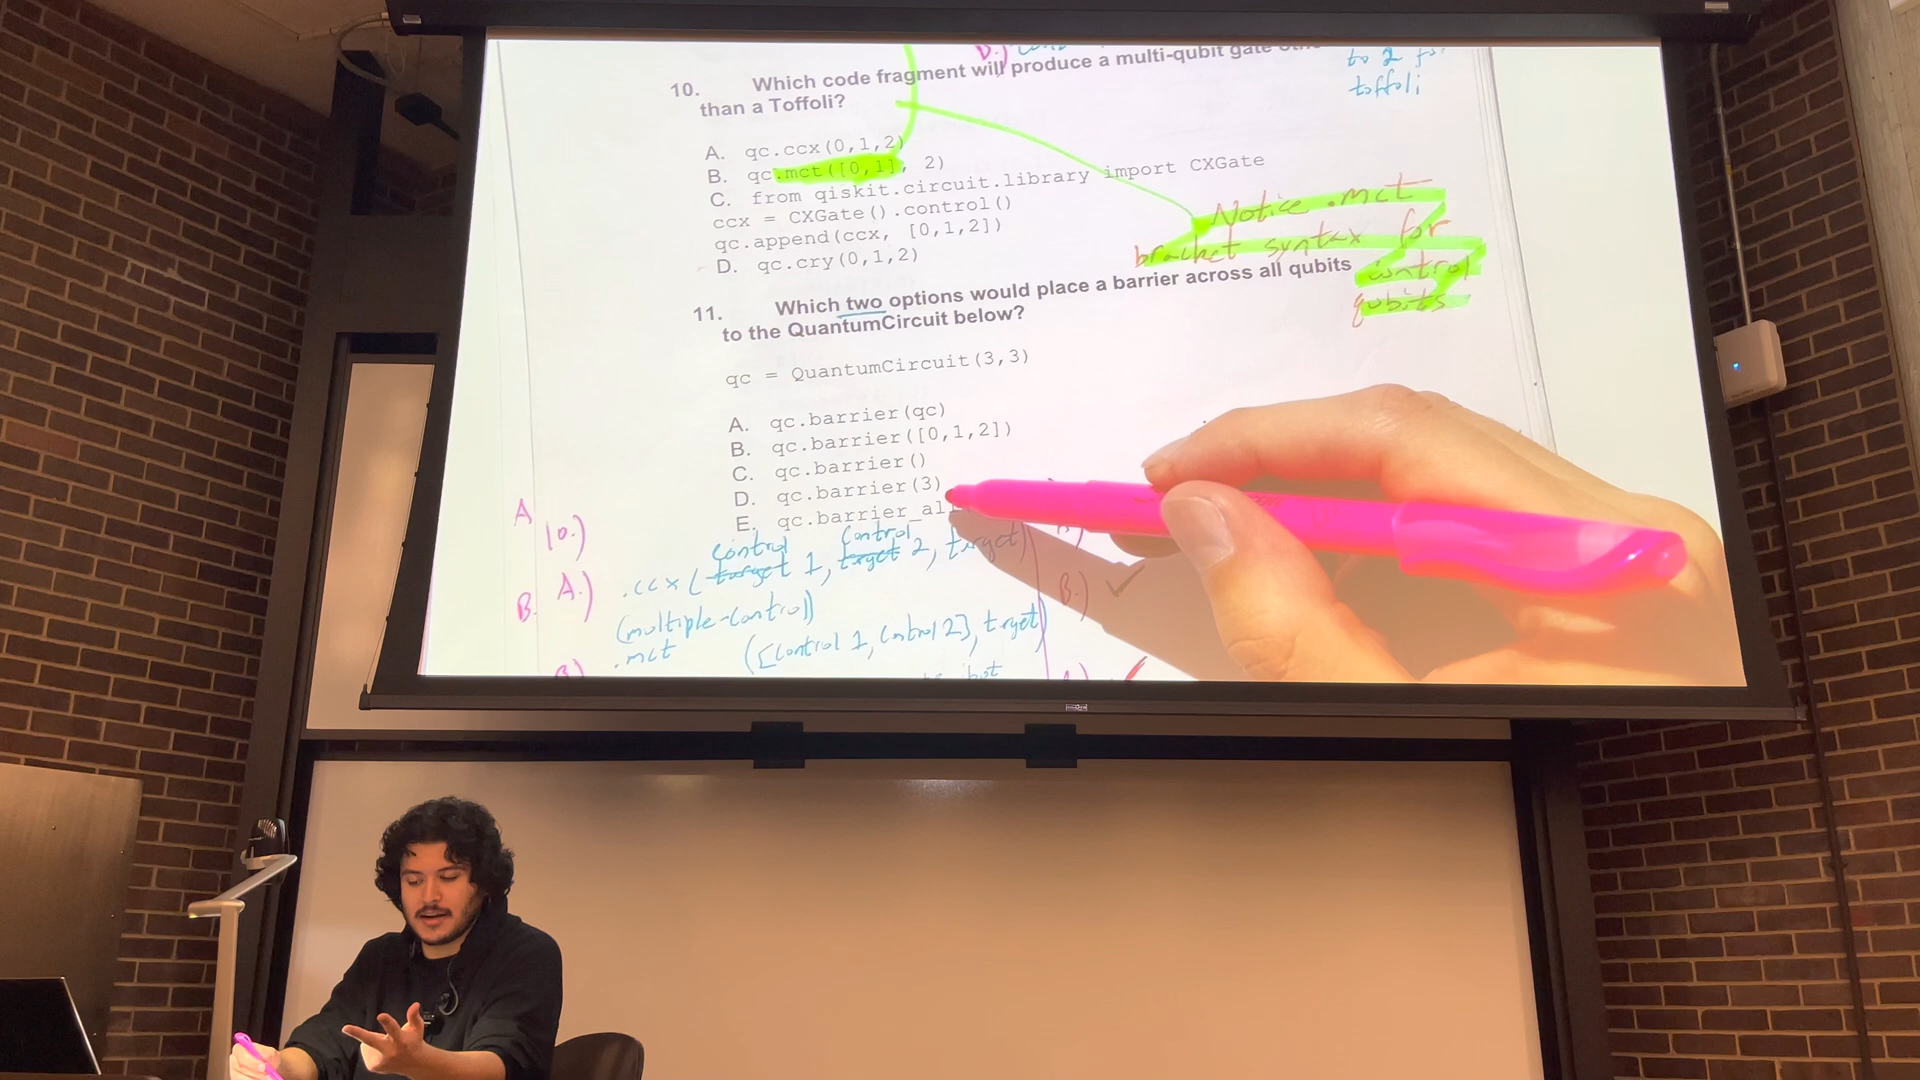 D.)
10. Which code fragment will produce a multi-qubit gate
than a Toffoli?
to 2 for
toffoli
A. qc.ccx(0,1,2)
B. qc.mct([0,1], 2)
C. from qiskit.circuit.library import CXGate
ccx = CXGate().control()
qc.append(ccx, [0,1,2])
D. qc.cry(0,1,2)
Notice .mct
bracket syntax for
control
qubits
11. Which two options would place a barrier across all qubits
to the QuantumCircuit below?
qc = QuantumCircuit(3,3)
A. qc.barrier(qc)
B. qc.barrier([0,1,2])
C. qc.barrier()
D. qc.barrier(3)
E. qc.barrier_al
A
10.)
control control
B. A.) .ccx(target 1, target 2, target)
B.) ✓
(multiple-control)
.mct ([control 1, control 2], target)
B)